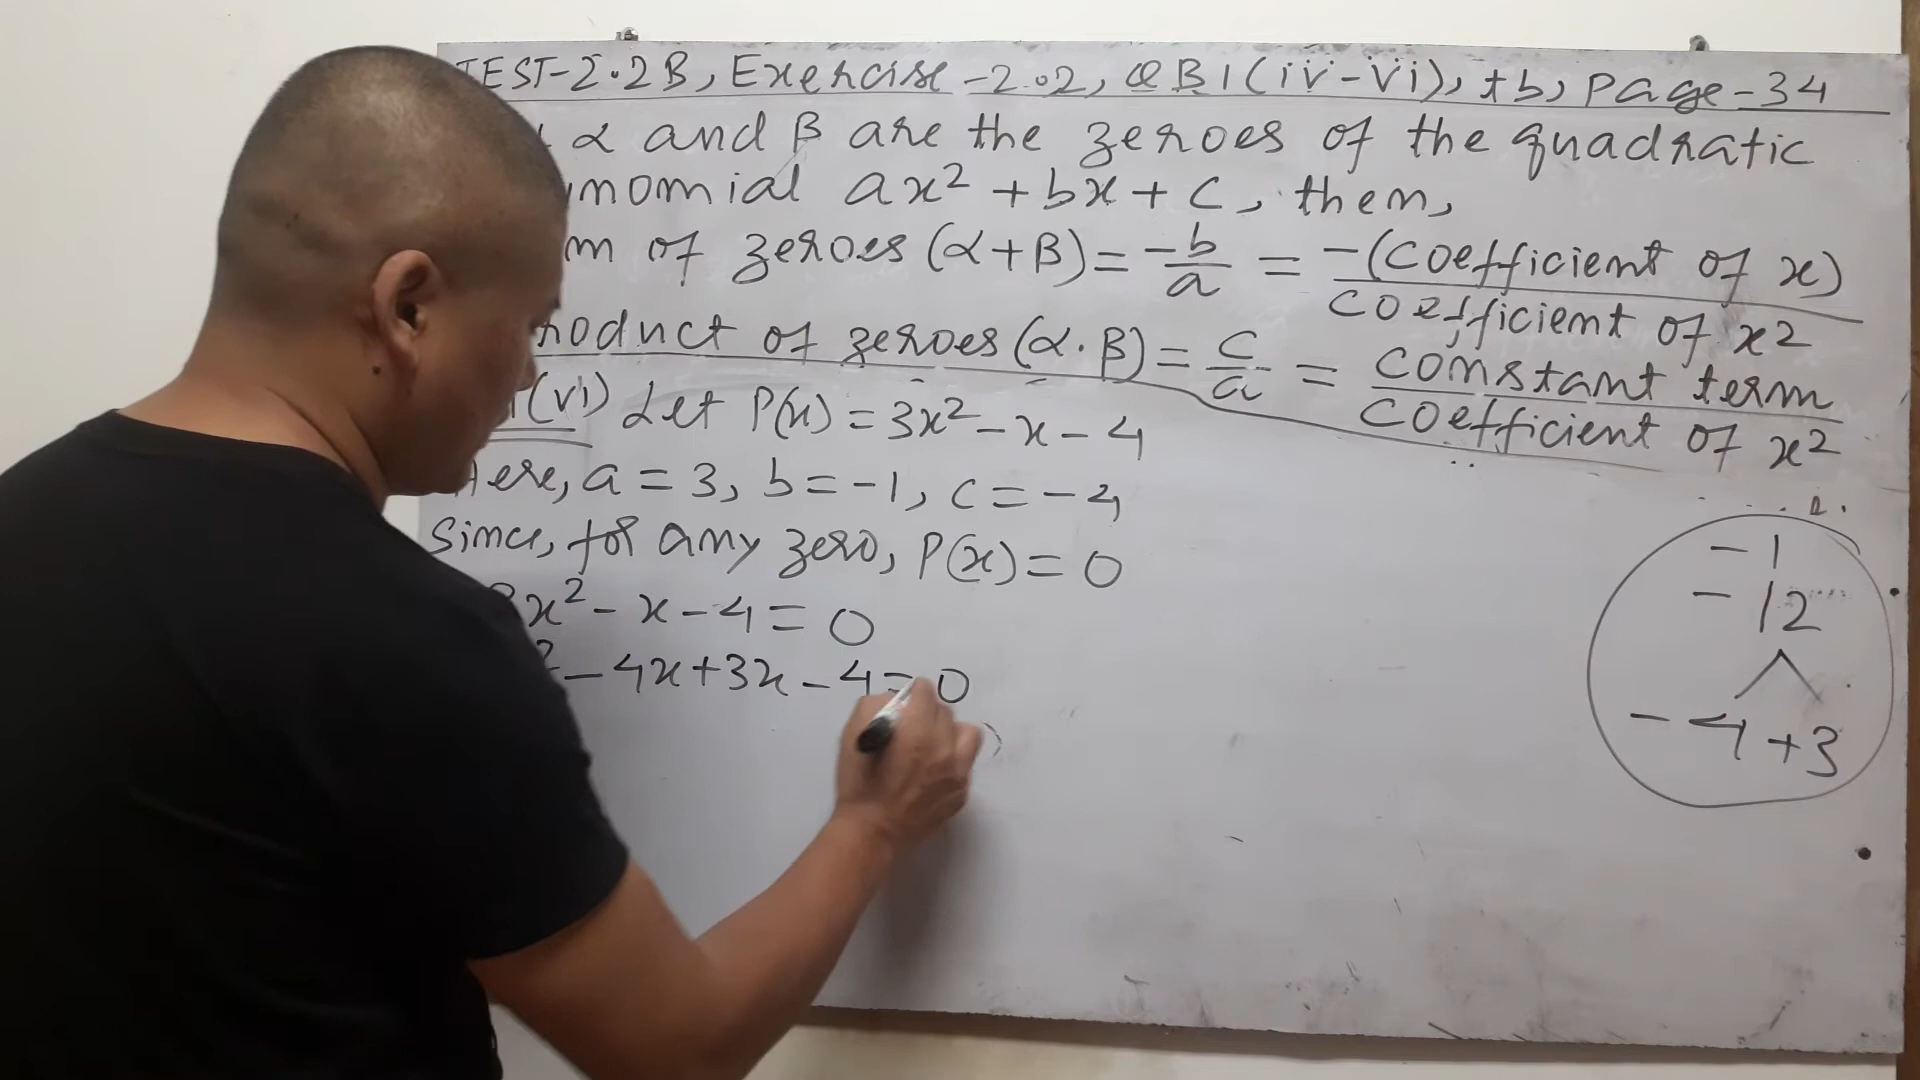 TEST-2.2B, Exercise-2.02, QB1(iv-vi), tb, Page-34
α and β are the zeroes of the quadratic
nomial ax² + bx + c, then,
m of zeroes (α+β) = -b/a = -(coefficient of x)/coefficient of x²
roduct of zeroes (α·β) = c/a = constant term/coefficient of x²
1(vi) Let P(x) = 3x² - x - 4
Here, a = 3, b = -1, c = -4
Since, for any zero, P(x) = 0
3x² - x - 4 = 0
² - 4x + 3x - 4 = 0
-1
-12
-4 +3